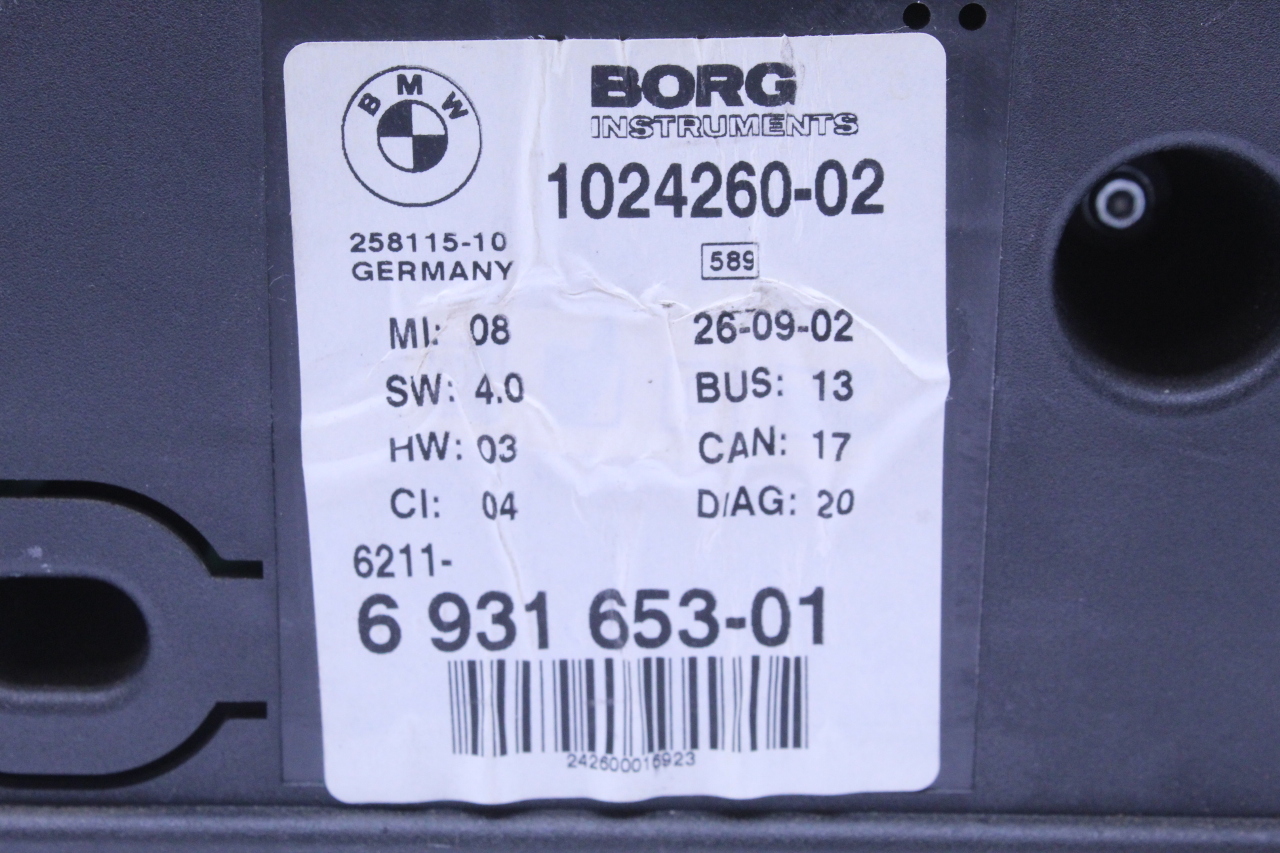 BMW
BORG
INSTRUMENTS
1024260-02
258115-10
GERMANY
589
MI: 08
26-09-02
SW: 4.0
BUS: 13
HW: 03
CAN: 17
CI: 04
DIAG: 20
6211-
6 931 653-01
242600016923